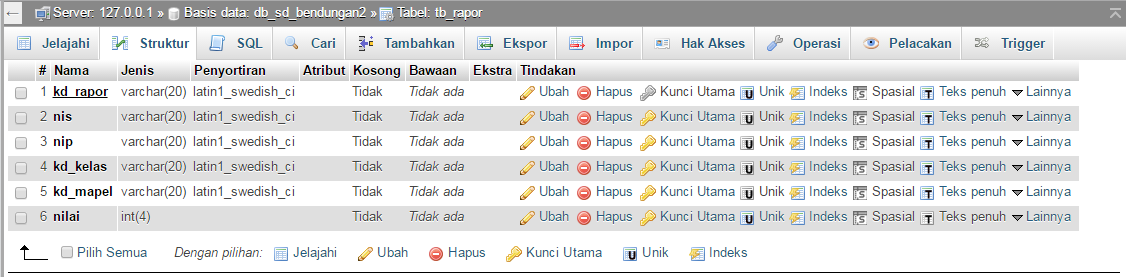 Server: 127.0.0.1 » Basis data: db_sd_bendungan2 » Tabel: tb_rapor
Jelajahi Struktur SQL Cari Tambahkan Ekspor Impor Hak Akses Operasi Pelacakan Trigger
# Nama Jenis Penyortiran Atribut Kosong Bawaan Ekstra Tindakan
1 kd_rapor varchar(20) latin1_swedish_ci Tidak Tidak ada Ubah Hapus Kunci Utama Unik Indeks Spasial Teks penuh Lainnya
2 nis varchar(20) latin1_swedish_ci Tidak Tidak ada Ubah Hapus Kunci Utama Unik Indeks Spasial Teks penuh Lainnya
3 nip varchar(20) latin1_swedish_ci Tidak Tidak ada Ubah Hapus Kunci Utama Unik Indeks Spasial Teks penuh Lainnya
4 kd_kelas varchar(20) latin1_swedish_ci Tidak Tidak ada Ubah Hapus Kunci Utama Unik Indeks Spasial Teks penuh Lainnya
5 kd_mapel varchar(20) latin1_swedish_ci Tidak Tidak ada Ubah Hapus Kunci Utama Unik Indeks Spasial Teks penuh Lainnya
6 nilai int(4) Tidak Tidak ada Ubah Hapus Kunci Utama Unik Indeks Spasial Teks penuh Lainnya
Pilih Semua Dengan pilihan: Jelajahi Ubah Hapus Kunci Utama Unik Indeks